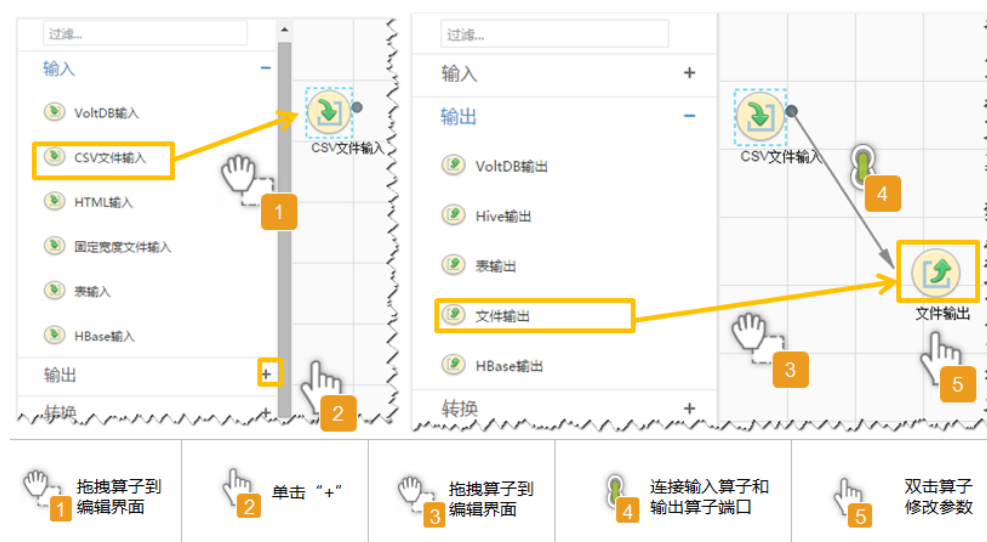 过滤...
输入
VoltDB输入
CSV文件输入
HTML输入
固定宽度文件输入
表输入
HBase输入
输出
转换
CSV文件输入
1
2
过滤...
输入
输出
VoltDB输出
Hive输出
表输出
文件输出
HBase输出
转换
CSV文件输入
4
文件输出
3
5
1
拖拽算子到
编辑界面
2
单击“+”
3
拖拽算子到
编辑界面
4
连接输入算子和
输出算子端口
5
双击算子
修改参数